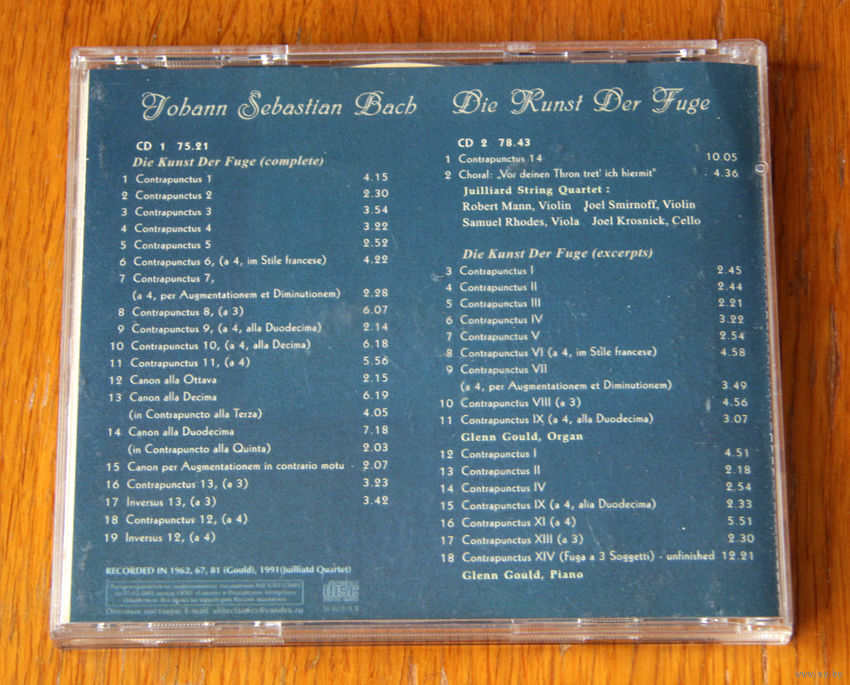 Johann Sebastian Bach
CD 1 75.21
Die Kunst Der Fuge (complete)
1 Contrapunctus 1 4.15
2 Contrapunctus 2 2.30
3 Contrapunctus 3 3.54
4 Contrapunctus 4 3.22
5 Contrapunctus 5 2.52
6 Contrapunctus 6, (a 4, im Stile francese) 4.22
7 Contrapunctus 7,
(a 4, per Augmentationem et Diminutionem) 2.28
8 Contrapunctus 8, (a 3) 6.07
9 Contrapunctus 9, (a 4, alla Duodecima) 2.14
10 Contrapunctus 10, (a 4, alla Decima) 6.18
11 Contrapunctus 11, (a 4) 5.56
12 Canon alla Ottava 2.15
13 Canon alla Decima 6.19
(in Contrapuncto alla Terza) 4.05
14 Canon alla Duodecima 7.18
(in Contrapuncto alla Quinta) 2.03
15 Canon per Augmentationem in contrario motu 2.07
16 Contrapunctus 13, (a 3) 3.23
17 Inversus 13, (a 3) 3.42
18 Contrapunctus 12, (a 4)
19 Inversus 12, (a 4)
RECORDED IN 1962, 67, 81 (Gould), 1991(Juilliatd Quartet)
Оптовые поставки: E-mail eliteclassics@yandex.ru
Die Kunst Der Fuge
CD 2 78.43
1 Contrapunctus 14 10.05
2 Choral: „Vor deinen Thron tret' ich hiermit" 4.36
Juilliard String Quartet :
Robert Mann, Violin Joel Smirnoff, Violin
Samuel Rhodes, Viola Joel Krosnick, Cello
Die Kunst Der Fuge (excerpts)
3 Contrapunctus I 2.45
4 Contrapunctus II 2.44
5 Contrapunctus III 2.21
6 Contrapunctus IV 3.22
7 Contrapunctus V 2.54
8 Contrapunctus VI (a 4, im Stile francese) 4.58
9 Contrapunctus VII
(a 4, per Augmentationem et Diminutionem) 3.49
10 Contrapunctus VIII (a 3) 4.56
11 Contrapunctus IX (a 4, alla Duodecima) 3.07
Glenn Gould, Organ
12 Contrapunctus I 4.51
13 Contrapunctus II 2.18
14 Contrapunctus IV 2.54
15 Contrapunctus IX (a 4, alia Duodecima) 2.33
16 Contrapunctus XI (a 4) 5.51
17 Contrapunctus XIII (a 3) 2.30
18 Contrapunctus XIV (Fuga a 3 Soggetti) - unfinished 12.21
Glenn Gould, Piano